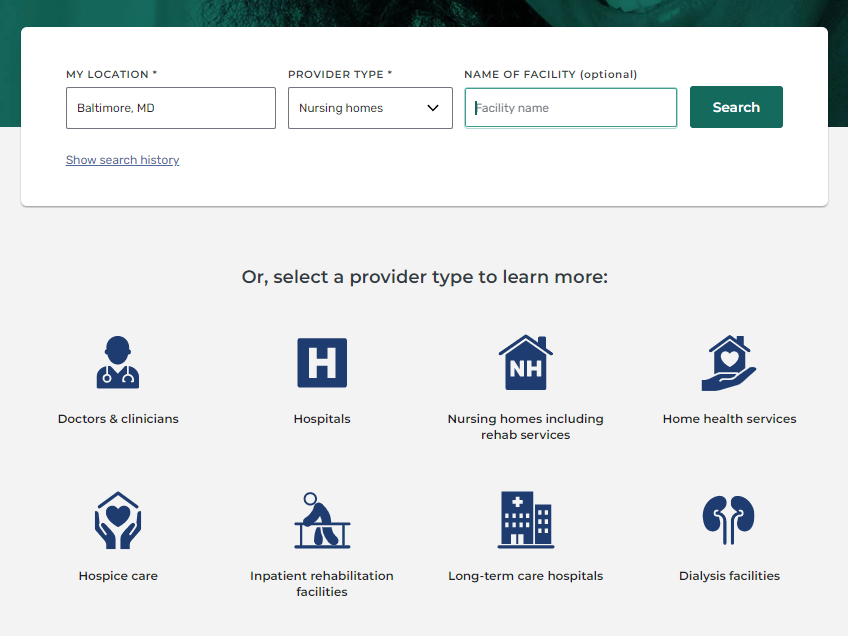 MY LOCATION *
PROVIDER TYPE *
NAME OF FACILITY (optional)
Baltimore, MD
Nursing homes
Facility name
Search
Show search history
Or, select a provider type to learn more:
H
NH
Doctors & clinicians
Hospitals
Nursing homes including
rehab services
Home health services
Hospice care
Inpatient rehabilitation
facilities
Long-term care hospitals
Dialysis facilities